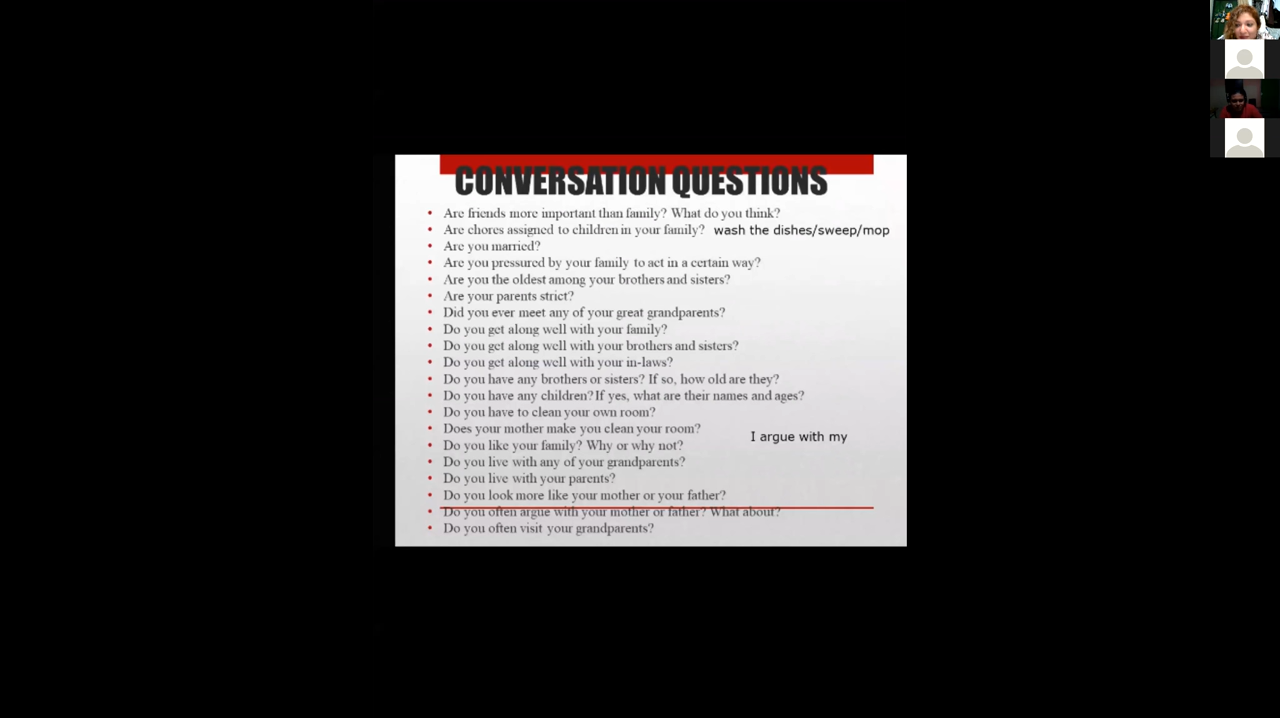 CONVERSATION QUESTIONS
• Are friends more important than family? What do you think?
• Are chores assigned to children in your family? wash the dishes/sweep/mop
• Are you married?
• Are you pressured by your family to act in a certain way?
• Are you the oldest among your brothers and sisters?
• Are your parents strict?
• Did you ever meet any of your great grandparents?
• Do you get along well with your family?
• Do you get along well with your brothers and sisters?
• Do you get along well with your in-laws?
• Do you have any brothers or sisters? If so, how old are they?
• Do you have any children? If yes, what are their names and ages?
• Do you have to clean your own room?
• Does your mother make you clean your room?
I argue with my
• Do you like your family? Why or why not?
• Do you live with any of your grandparents?
• Do you live with your parents?
• Do you look more like your mother or your father?
• Do you often argue with your mother or father? What about?
• Do you often visit your grandparents?